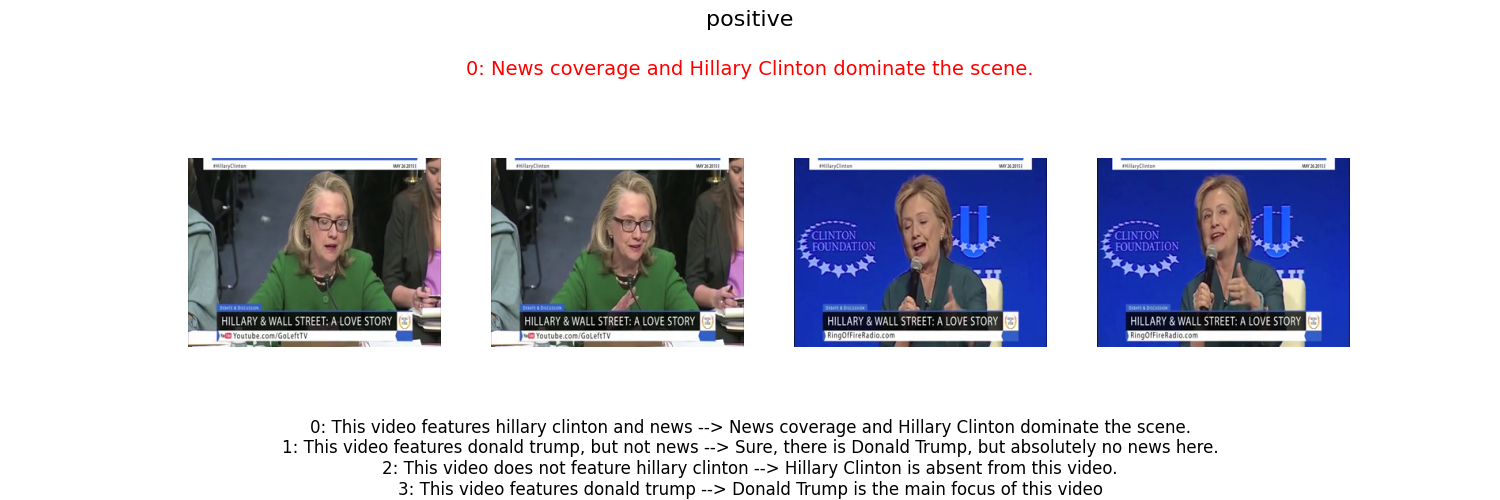 positive
0: News coverage and Hillary Clinton dominate the scene.
#HillaryClinton MAY 26 2015
DEBATE & DISCUSSION
HILLARY & WALL STREET: A LOVE STORY
Youtube.com/GoLeftTV
#HillaryClinton MAY 26 2015
DEBATE & DISCUSSION
HILLARY & WALL STREET: A LOVE STORY
Youtube.com/GoLeftTV
#HillaryClinton MAY 26 2015
CLINTON
FOUNDATION
U
DEBATE & DISCUSSION
HILLARY & WALL STREET: A LOVE STORY
RingOfFireRadio.com
#HillaryClinton MAY 26 2015
CLINTON
FOUNDATION
U
DEBATE & DISCUSSION
HILLARY & WALL STREET: A LOVE STORY
RingOfFireRadio.com
0: This video features hillary clinton and news --> News coverage and Hillary Clinton dominate the scene.
1: This video features donald trump, but not news --> Sure, there is Donald Trump, but absolutely no news here.
2: This video does not feature hillary clinton --> Hillary Clinton is absent from this video.
3: This video features donald trump --> Donald Trump is the main focus of this video